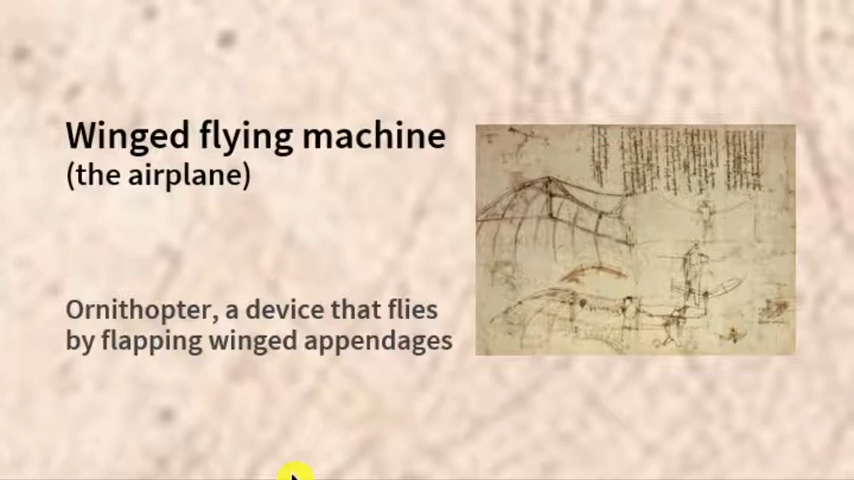 Winged flying machine
(the airplane)
Ornithopter, a device that flies
by flapping winged appendages